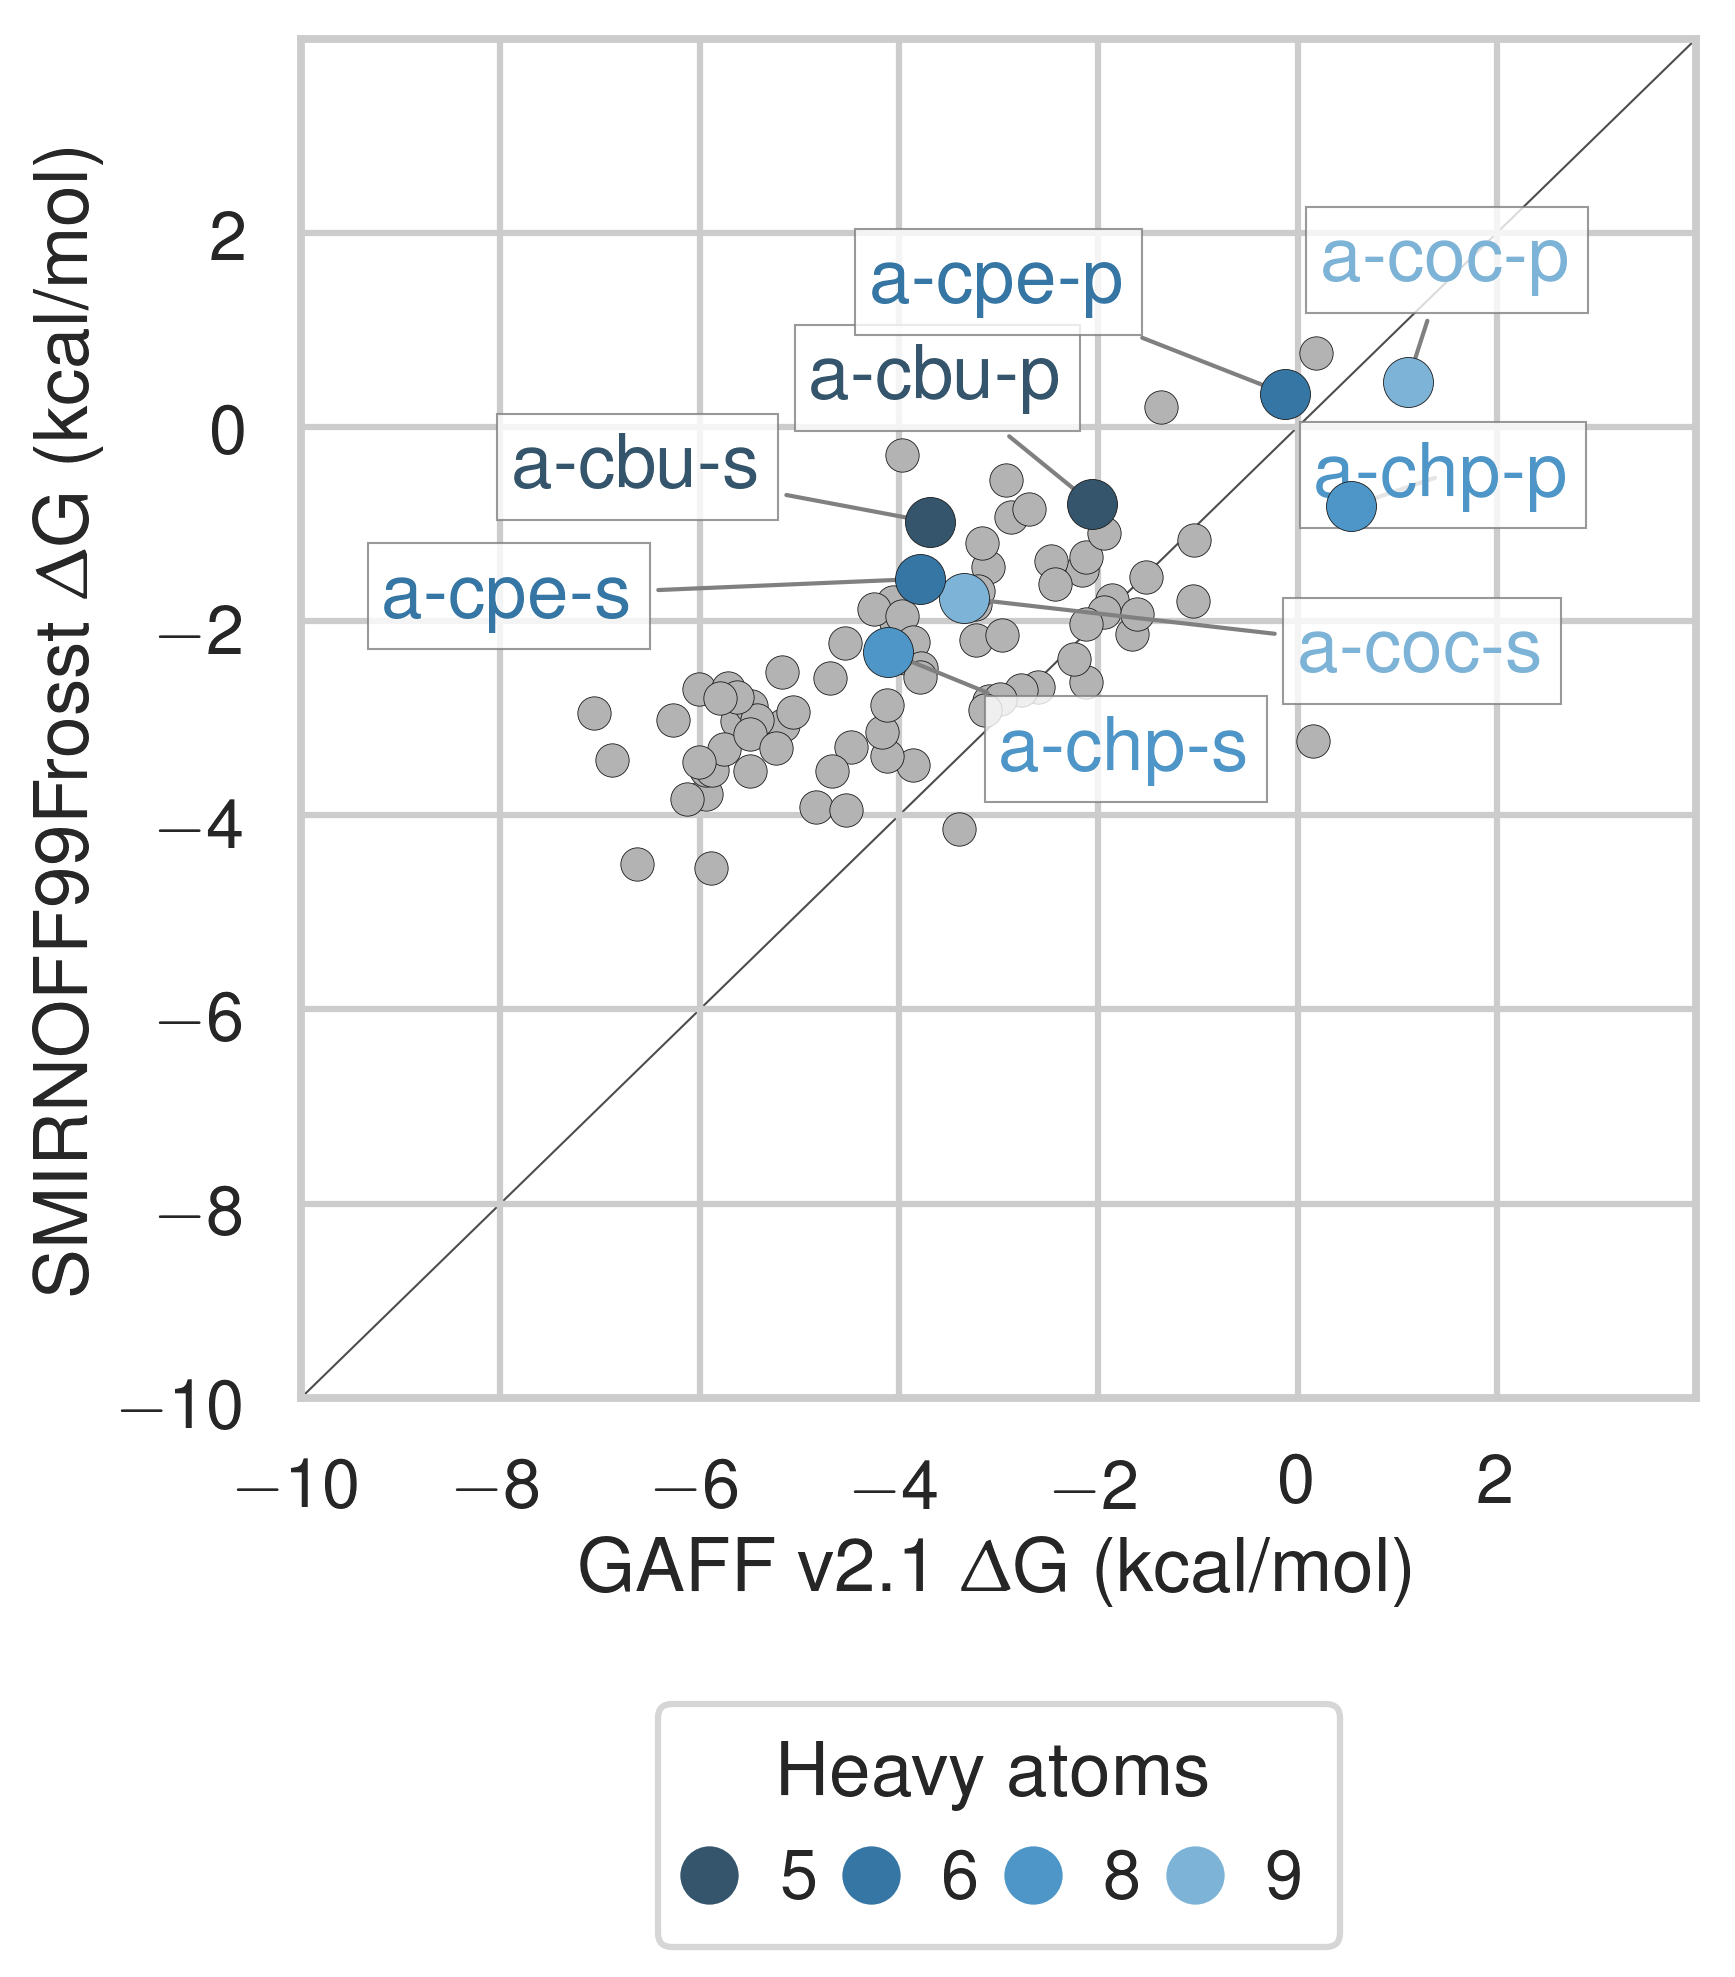 SMIRNOFF99Frosst ΔG (kcal/mol)
2
0
−2
−4
−6
−8
−10
a-coc-p
a-cpe-p
a-cbu-p
a-cbu-s
a-chp-p
a-cpe-s
a-coc-s
a-chp-s
−10 −8 −6 −4 −2 0 2
GAFF v2.1 ΔG (kcal/mol)
Heavy atoms
5 6 8 9